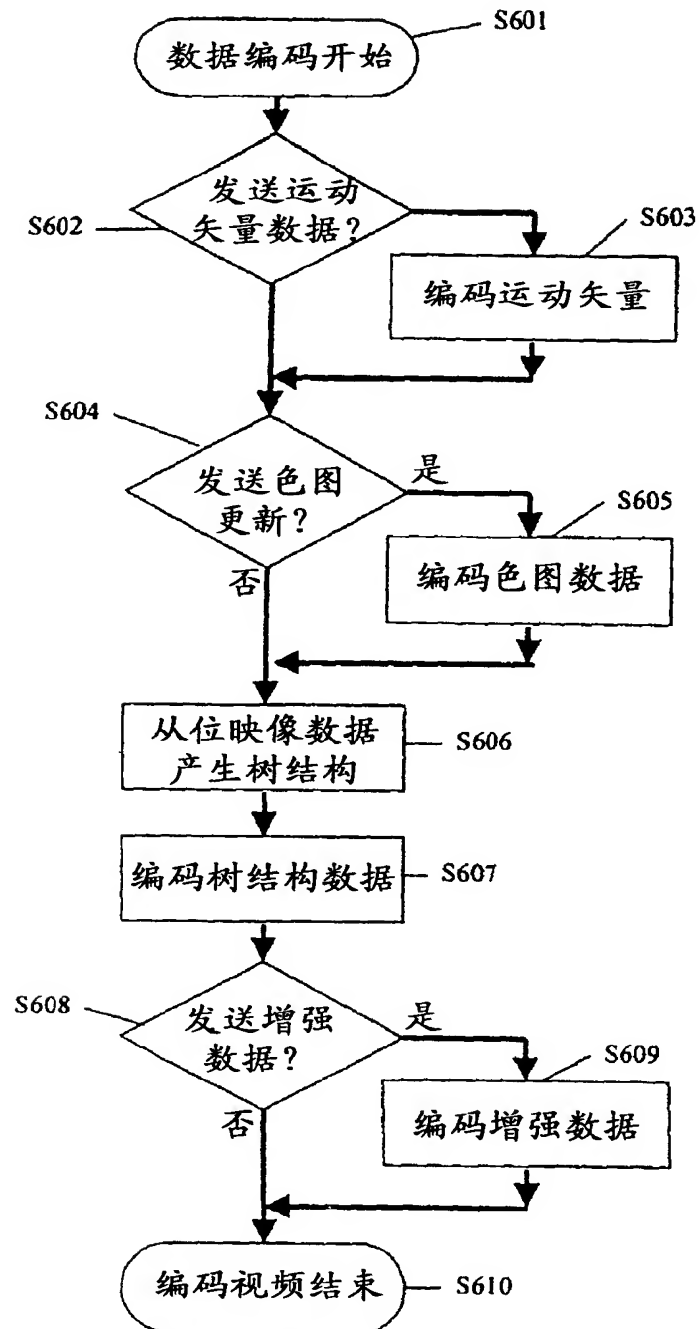 S601
数据编码开始
发送运动
矢量数据?
S602
S603
编码运动矢量
S604
发送色图
更新?
是
S605
编码色图数据
否
从位映像数据
产生树结构
S606
编码树结构数据
S607
S608
发送增强
数据?
是
S609
编码增强数据
否
编码视频结束
S610